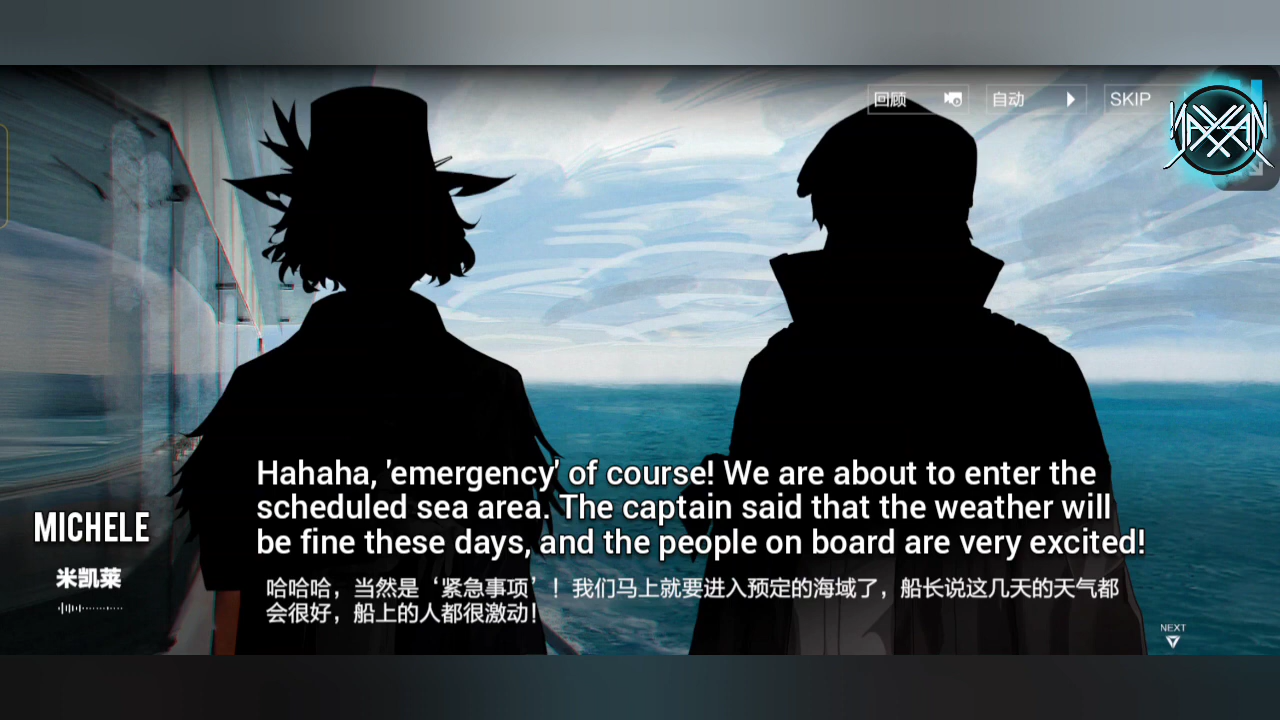 回顾
自动
SKIP
Hahaha, 'emergency' of course! We are about to enter the
scheduled sea area. The captain said that the weather will
be fine these days, and the people on board are very excited!
MICHELE
米凯莱
哈哈哈，当然是‘紧急事项’！我们马上就要进入预定的海域了，船长说这几天的天气都
会很好，船上的人都很激动！
NEXT